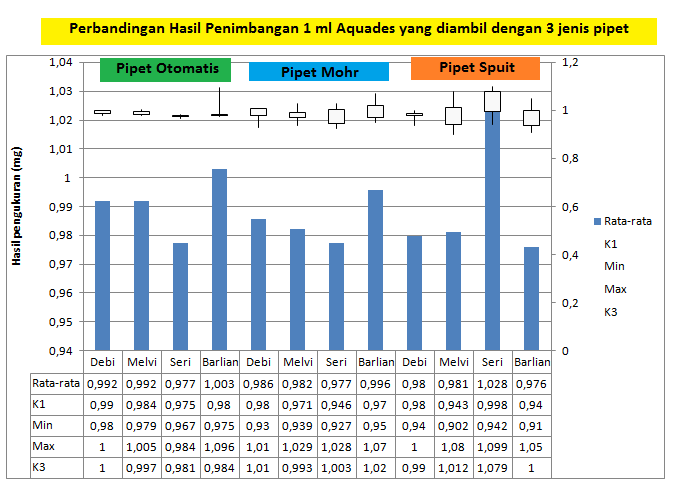 Perbandingan Hasil Penimbangan 1 ml Aquades yang diambil dengan 3 jenis pipet
Pipet Otomatis Pipet Mohr Pipet Spuit
Hasil pengukuran (mg)
1,04
1,03
1,02
1,01
1
0,99
0,98
0,97
0,96
0,95
0,94
1,2
1
0,8
0,6
0,4
0,2
0
Rata-rata
K1
Min
Max
K3
Debi Melvi Seri Barlian Debi Melvi Seri Barlian Debi Melvi Seri Barlian
Rata-rata 0,992 0,992 0,977 1,003 0,986 0,982 0,977 0,996 0,98 0,981 1,028 0,976
K1 0,99 0,984 0,975 0,98 0,98 0,971 0,946 0,97 0,98 0,943 0,998 0,94
Min 0,98 0,979 0,967 0,975 0,93 0,939 0,927 0,95 0,94 0,902 0,942 0,91
Max 1 1,005 0,984 1,096 1,01 1,029 1,028 1,07 1 1,08 1,099 1,05
K3 1 0,997 0,981 0,984 1,01 0,993 1,003 1,02 0,99 1,012 1,079 1